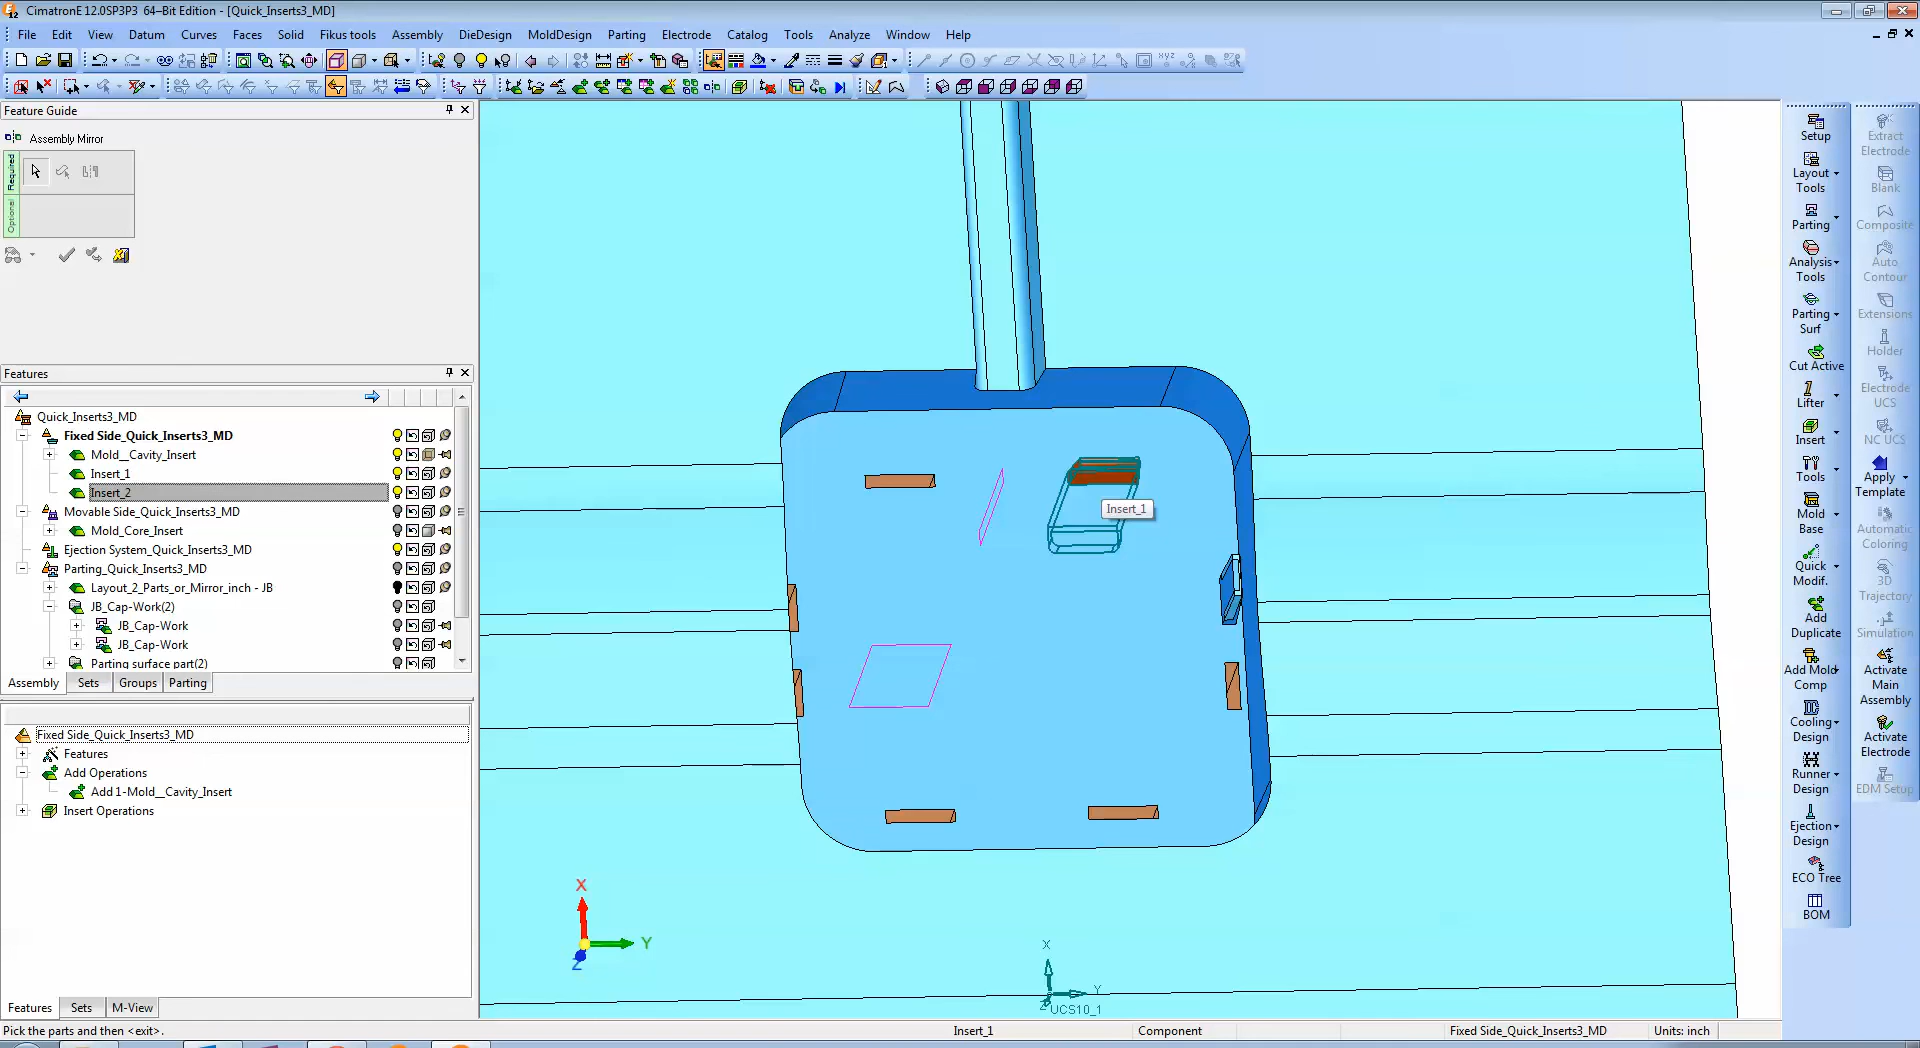 CimatronE 12.0SP3P3 64–Bit Edition - [Quick_Inserts3_MD]
File Edit View Datum Curves Faces Solid Fikus tools Assembly DieDesign MoldDesign Parting Electrode Catalog Tools Analyze Window Help
Feature Guide
Assembly Mirror
Required
Optional
Features
Quick_Inserts3_MD
Fixed Side_Quick_Inserts3_MD
Mold__Cavity_Insert
Insert_1
Insert_2
Movable Side_Quick_Inserts3_MD
Mold_Core_Insert
Ejection System_Quick_Inserts3_MD
Parting_Quick_Inserts3_MD
Layout_2_Parts_or_Mirror_inch - JB
JB_Cap-Work(2)
JB_Cap-Work
JB_Cap-Work
Parting surface part(2)
Assembly Sets Groups Parting
Fixed Side_Quick_Inserts3_MD
Features
Add Operations
Add 1-Mold__Cavity_Insert
Insert Operations
Features Sets M-View
Insert_1
X
Y
Z
X
Y
Z
UCS10_1
Setup
Layout Tools
Parting
Analysis Tools
Parting Surf
Cut Active
Lifter
Insert
Tools
Mold Base
Quick Modif.
Add Duplicate
Add Mold Comp
Cooling Design
Runner Design
Ejection Design
ECO Tree
BOM
Extract Electrode
Blank
Composite
Auto Contour
Extensions
Holder
Electrode UCS
NC UCS
Apply Template
Automatic Coloring
3D Trajectory
Simulation
Activate Main Assembly
Activate Electrode
EDM Setup
Pick the parts and then <exit>. Insert_1 Component Fixed Side_Quick_Inserts3_MD Units: inch